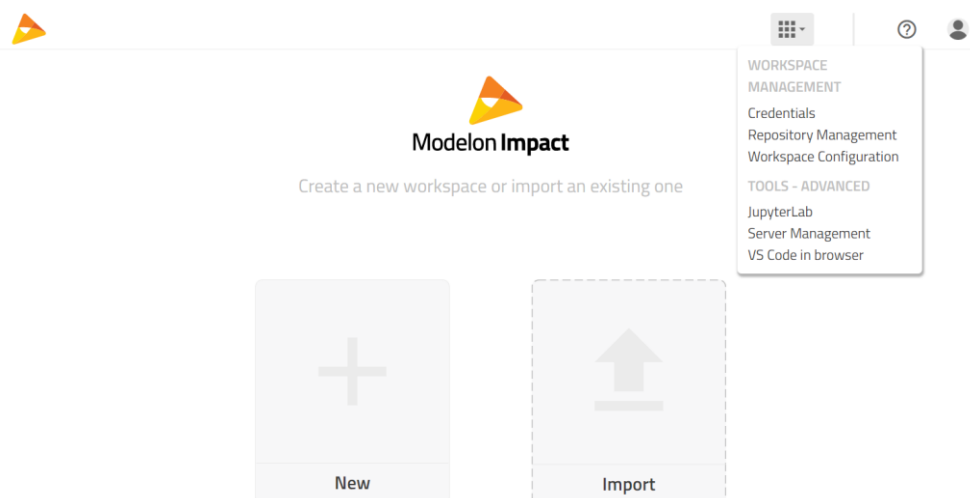 Modelon Impact
Create a new workspace or import an existing one
WORKSPACE
MANAGEMENT
Credentials
Repository Management
Workspace Configuration
TOOLS - ADVANCED
JupyterLab
Server Management
VS Code in browser
New
Import